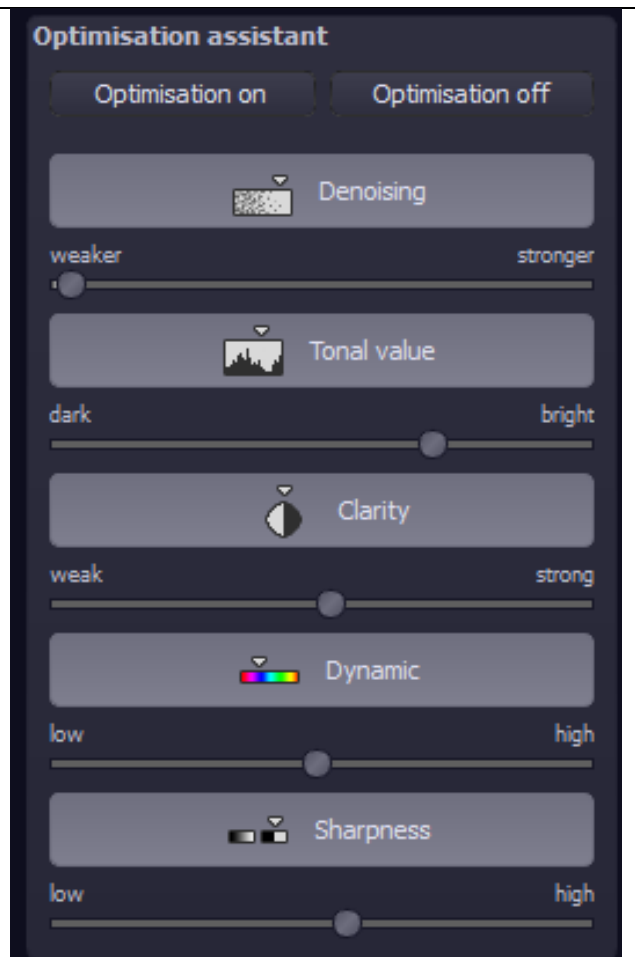 Optimisation assistant
Optimisation on Optimisation off
Denoising
weaker stronger
Tonal value
dark bright
Clarity
weak strong
Dynamic
low high
Sharpness
low high